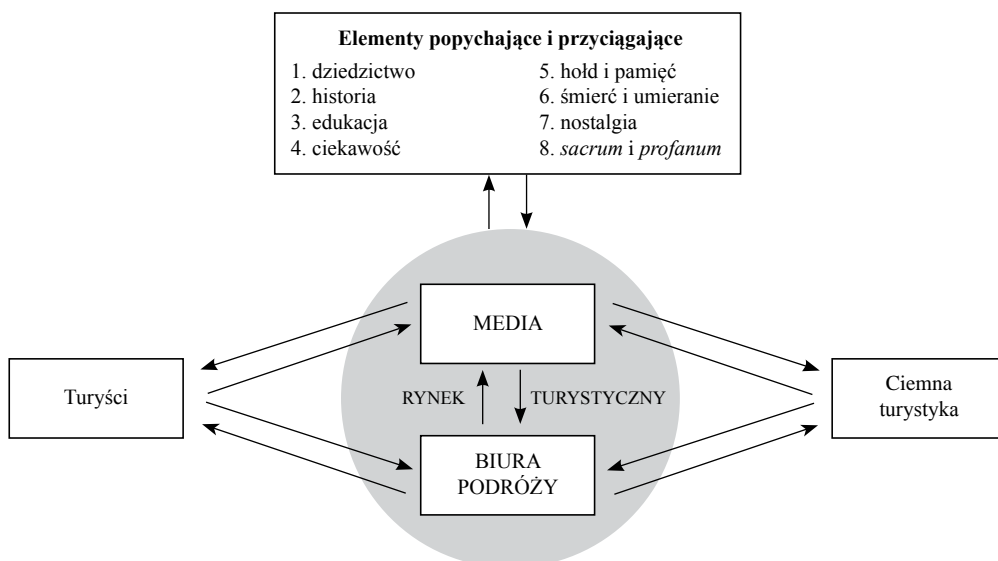 Elementy popychające i przyciągające
1. dziedzictwo
2. historia
3. edukacja
4. ciekawość
5. hołd i pamięć
6. śmierć i umieranie
7. nostalgia
8. sacrum i profanum
MEDIA
Turyści
RYNEK
TURYSTYCZNY
Ciemna
turystyka
BIURA
PODRÓŻY